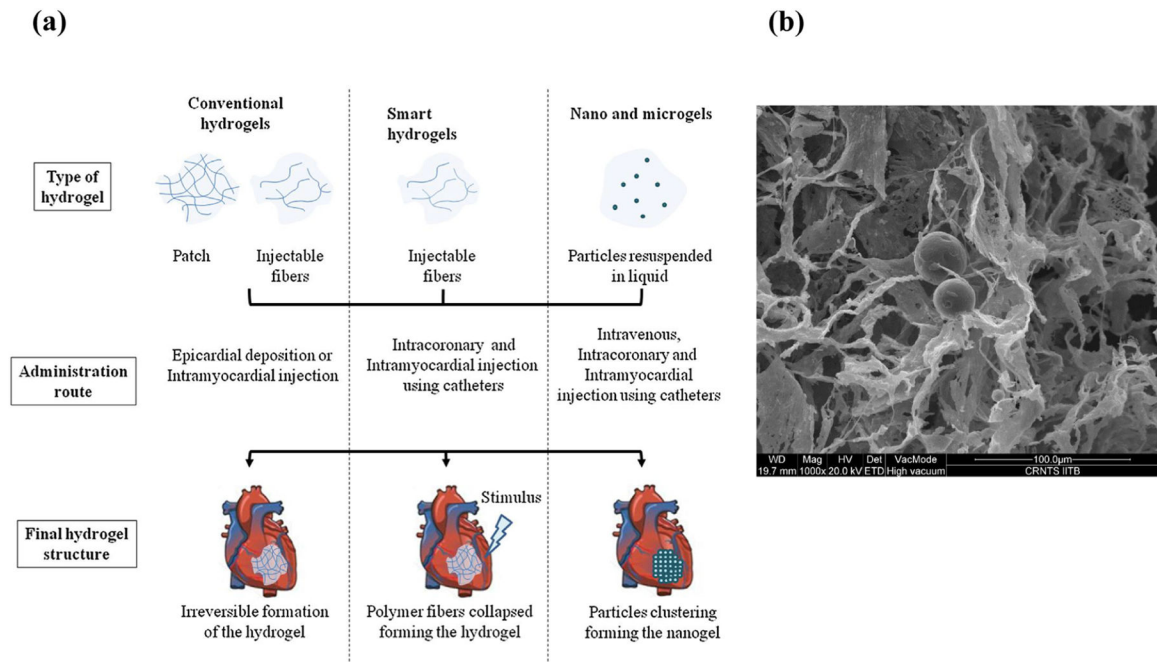 (a)
(b)
Conventional
hydrogels
Smart
hydrogels
Nano and microgels
Type of
hydrogel
Patch
Injectable
fibers
Injectable
fibers
Particles resuspended
in liquid
Administration
route
Epicardial deposition or
Intramyocardial injection
Intracoronary and
Intramyocardial injection
using catheters
Intravenous,
Intracoronary and
Intramyocardial
injection using catheters
Final hydrogel
structure
Stimulus
Irreversible formation
of the hydrogel
Polymer fibers collapsed
forming the hydrogel
Particles clustering
forming the nanogel
WD Mag HV Det VacMode 100.0µm
19.7 mm 1000x 20.0 kV ETD High vacuum CRNTS IITB